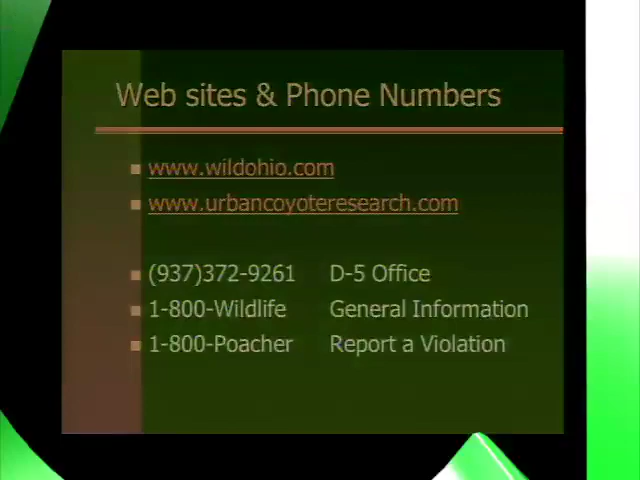 Web sites & Phone Numbers
www.wildohio.com
www.urbancoyoteresearch.com
(937)372-9261 D-5 Office
1-800-Wildlife General Information
1-800-Poacher Report a Violation